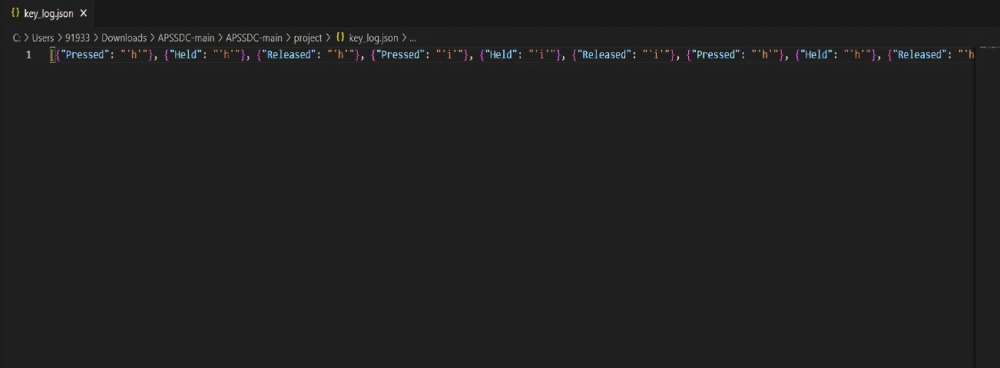 {} key_log.json ×
C: > Users > 91933 > Downloads > APSSDC-main > APSSDC-main > project > {} key_log.json > ...
1 [{"Pressed": "'h'"}, {"Held": "'h'"}, {"Released": "'h'"}, {"Pressed": "'i'"}, {"Held": "'i'"}, {"Released": "'i'"}, {"Pressed": "'h'"}, {"Held": "'h'"}, {"Released": "'h